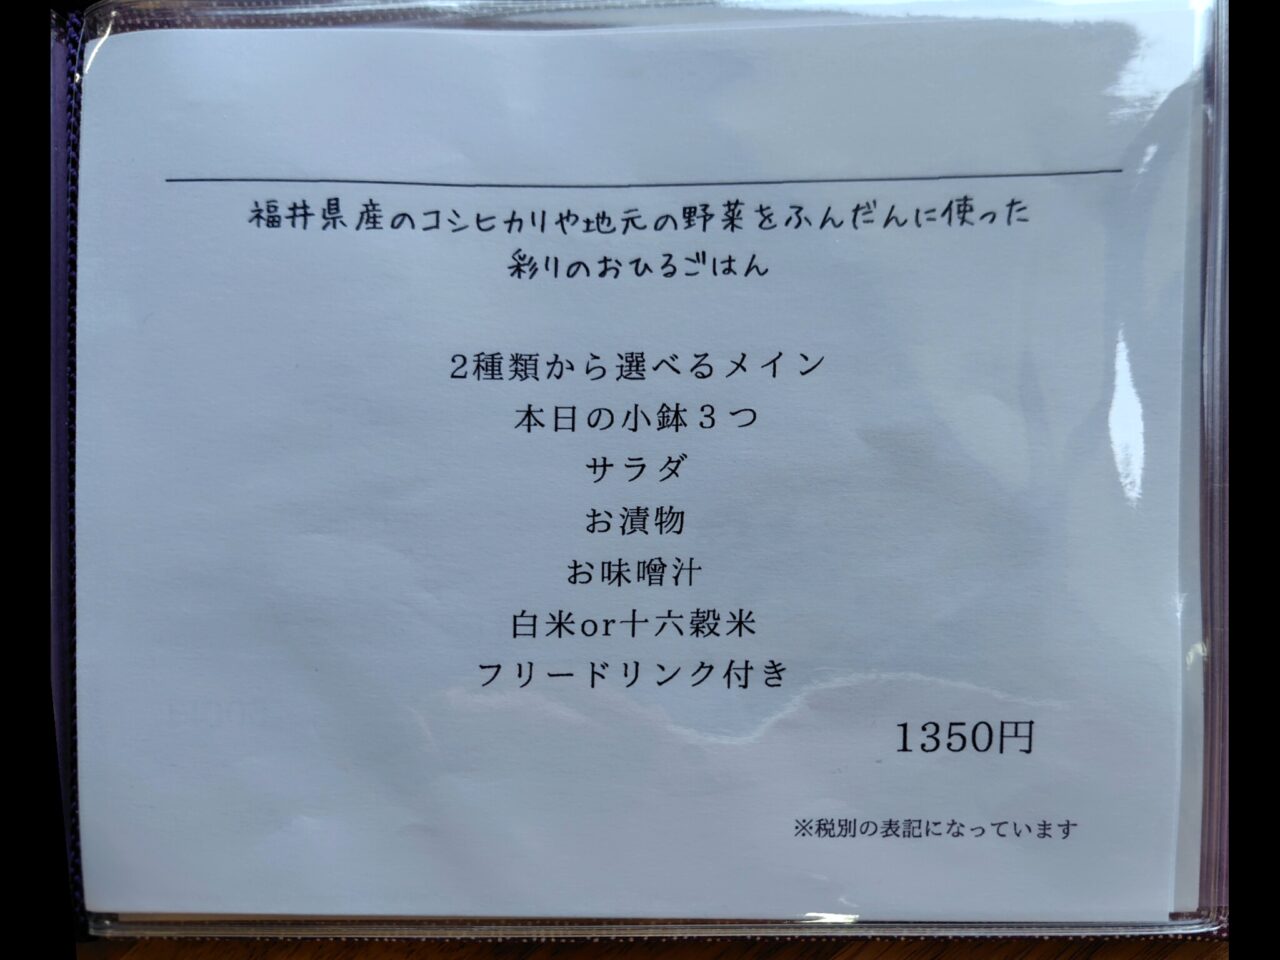 福井県産のコシヒカリや地元の野菜をふんだんに使った
彩りのおひるごはん
2種類から選べるメイン
本日の小鉢３つ
サラダ
お漬物
お味噌汁
白米or十六穀米
フリードリンク付き
1350円
※税別の表記になっています